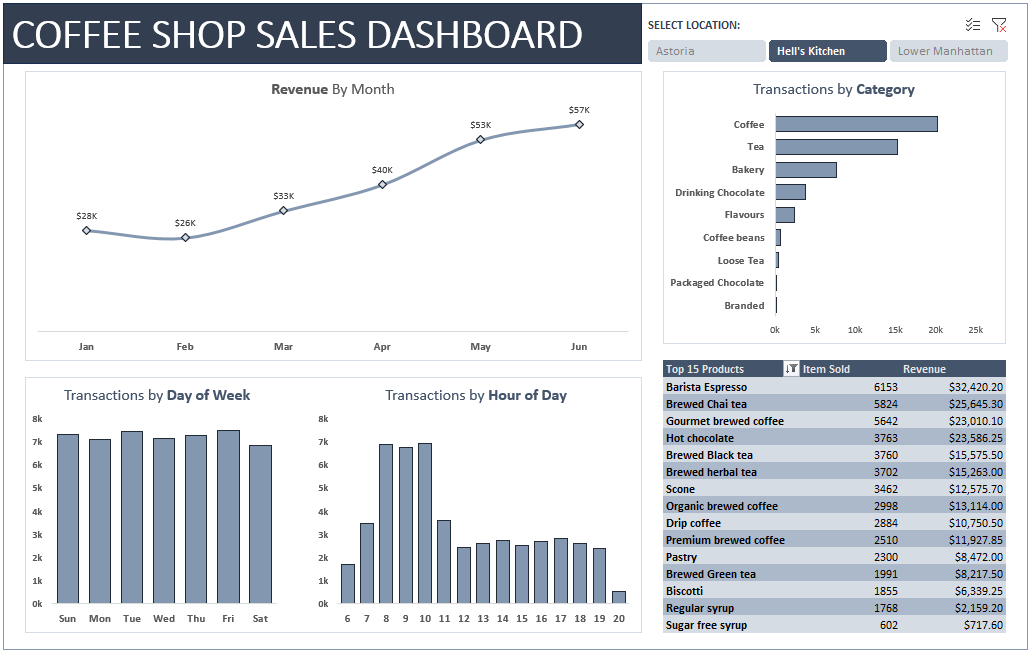 COFFEE SHOP SALES DASHBOARD
SELECT LOCATION:
Astoria Hell's Kitchen Lower Manhattan
Revenue By Month
$28K $26K $33K $40K $53K $57K
Jan Feb Mar Apr May Jun
Transactions by Category
Coffee
Tea
Bakery
Drinking Chocolate
Flavours
Coffee beans
Loose Tea
Packaged Chocolate
Branded
0k 5k 10k 15k 20k 25k
Transactions by Day of Week
8k
7k
6k
5k
4k
3k
2k
1k
0k
Sun Mon Tue Wed Thu Fri Sat
Transactions by Hour of Day
8k
7k
6k
5k
4k
3k
2k
1k
0k
6 7 8 9 10 11 12 13 14 15 16 17 18 19 20
Top 15 Products Item Sold Revenue
Barista Espresso 6153 $32,420.20
Brewed Chai tea 5824 $25,645.30
Gourmet brewed coffee 5642 $23,010.10
Hot chocolate 3763 $23,586.25
Brewed Black tea 3760 $15,575.50
Brewed herbal tea 3702 $15,263.00
Scone 3462 $12,575.70
Organic brewed coffee 2998 $13,114.00
Drip coffee 2884 $10,750.50
Premium brewed coffee 2510 $11,927.85
Pastry 2300 $8,472.00
Brewed Green tea 1991 $8,217.50
Biscotti 1855 $6,339.25
Regular syrup 1768 $2,159.20
Sugar free syrup 602 $717.60